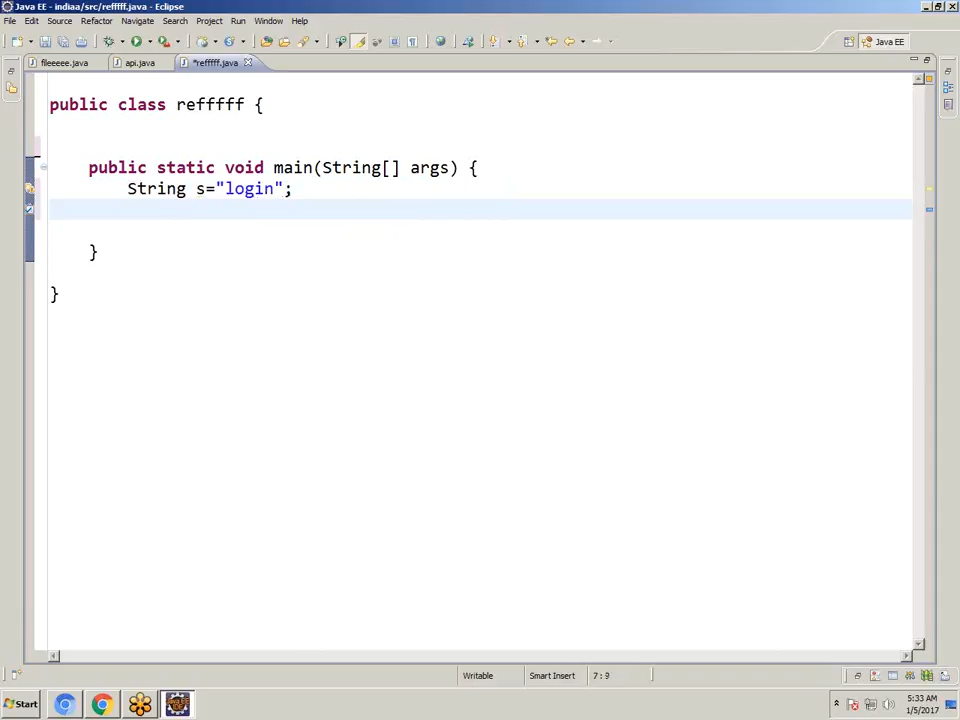 Java EE - indiaa/src/refffff.java - Eclipse
File Edit Source Refactor Navigate Search Project Run Window Help
Java EE
fileeeee.java api.java *refffff.java
public class refffff {
public static void main(String[] args) {
String s="login";
}
}
Writable Smart Insert 7 : 9
Start
5:33 AM
1/5/2017